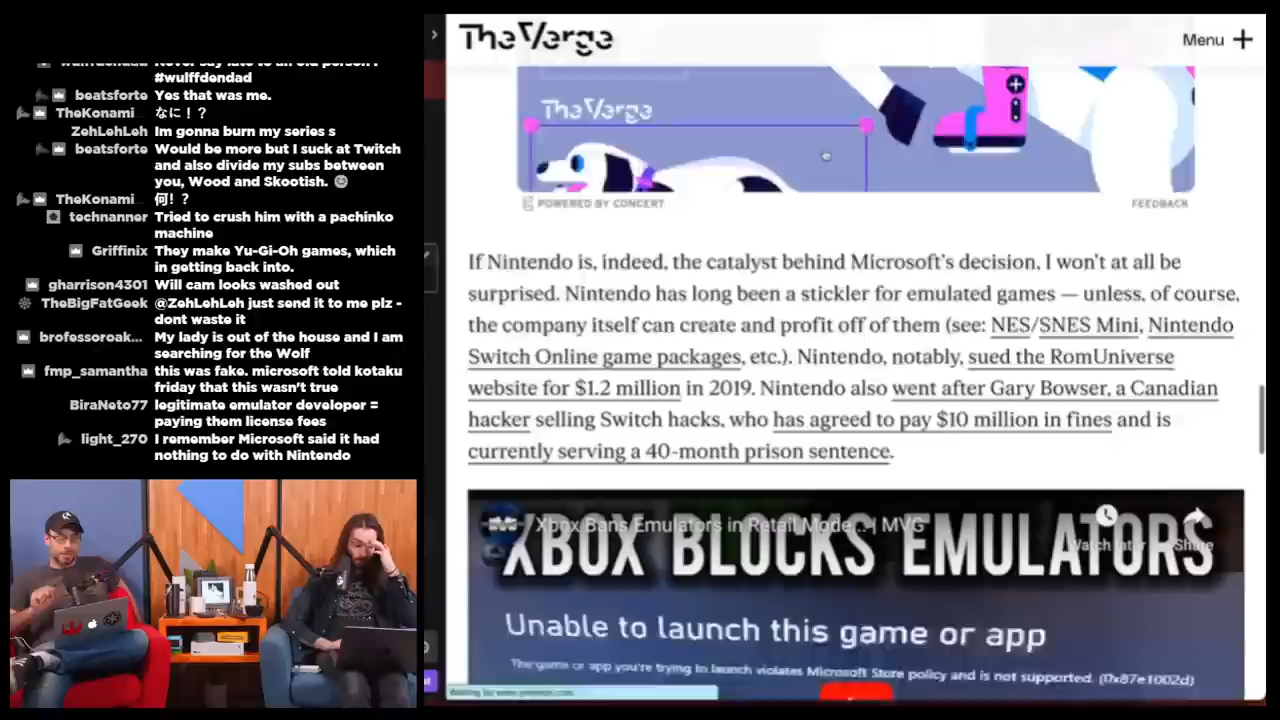 #wulffdendad
beatsforte Yes that was me.
TheKonami なに！？
ZehLehLeh Im gonna burn my series s
beatsforte Would be more but I suck at Twitch
and also divide my subs between
you, Wood and Skootish.
TheKonami 何！？
technanner Tried to crush him with a pachinko
machine
Griffinix They make Yu-Gi-Oh games, which
in getting back into.
gharrison4301 Will cam looks washed out
TheBigFatGeek @ZehLehLeh just send it to me plz -
dont waste it
brofessoroak... My lady is out of the house and I am
searching for the Wolf
fmp_samantha this was fake. microsoft told kotaku
friday that this wasn't true
BiraNeto77 legitimate emulator developer =
paying them license fees
light_270 I remember Microsoft said it had
nothing to do with Nintendo
The Verge
Menu
The Verge
POWERED BY CONCERT
FEEDBACK
If Nintendo is, indeed, the catalyst behind Microsoft's decision, I won't at all be
surprised. Nintendo has long been a stickler for emulated games — unless, of course,
the company itself can create and profit off of them (see: NES/SNES Mini, Nintendo
Switch Online game packages, etc.). Nintendo, notably, sued the RomUniverse
website for $1.2 million in 2019. Nintendo also went after Gary Bowser, a Canadian
hacker selling Switch hacks, who has agreed to pay $10 million in fines and is
currently serving a 40-month prison sentence.
Xbox Bans Emulators in Retail Mode... | MVG
Watch later
Share
XBOX BLOCKS EMULATORS
Unable to launch this game or app
The game or app you're trying to launch violates Microsoft Store policy and is not supported. (0x87e1002d)